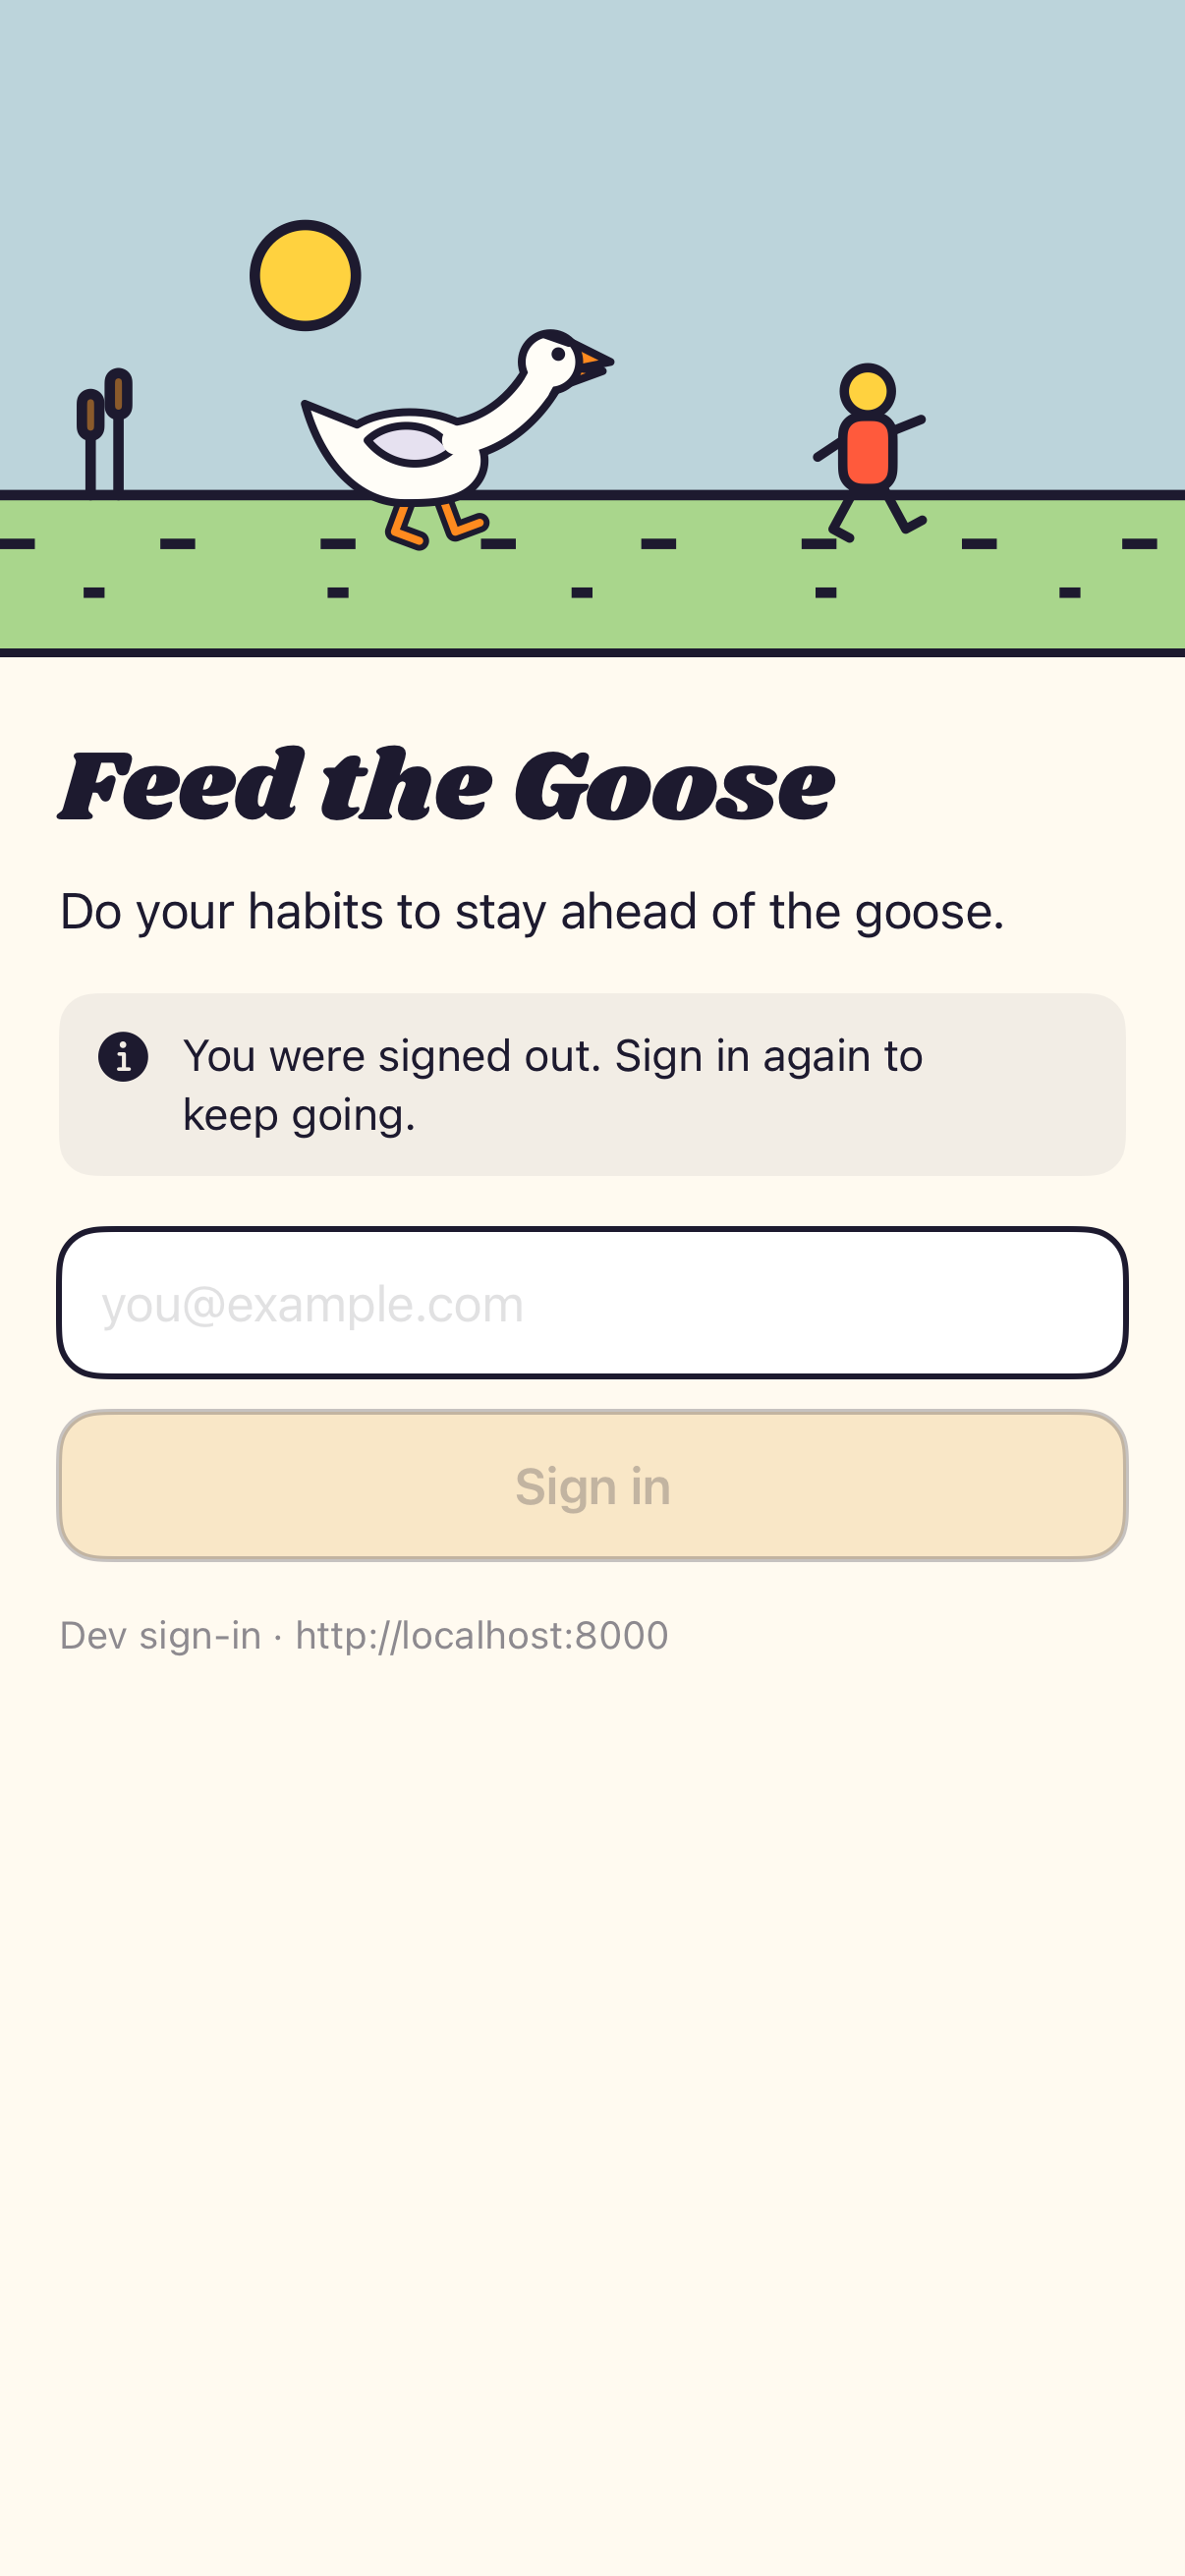 Feed the Goose
Do your habits to stay ahead of the goose.
You were signed out. Sign in again to
keep going.
you@example.com
Sign in
Dev sign-in · http://localhost:8000